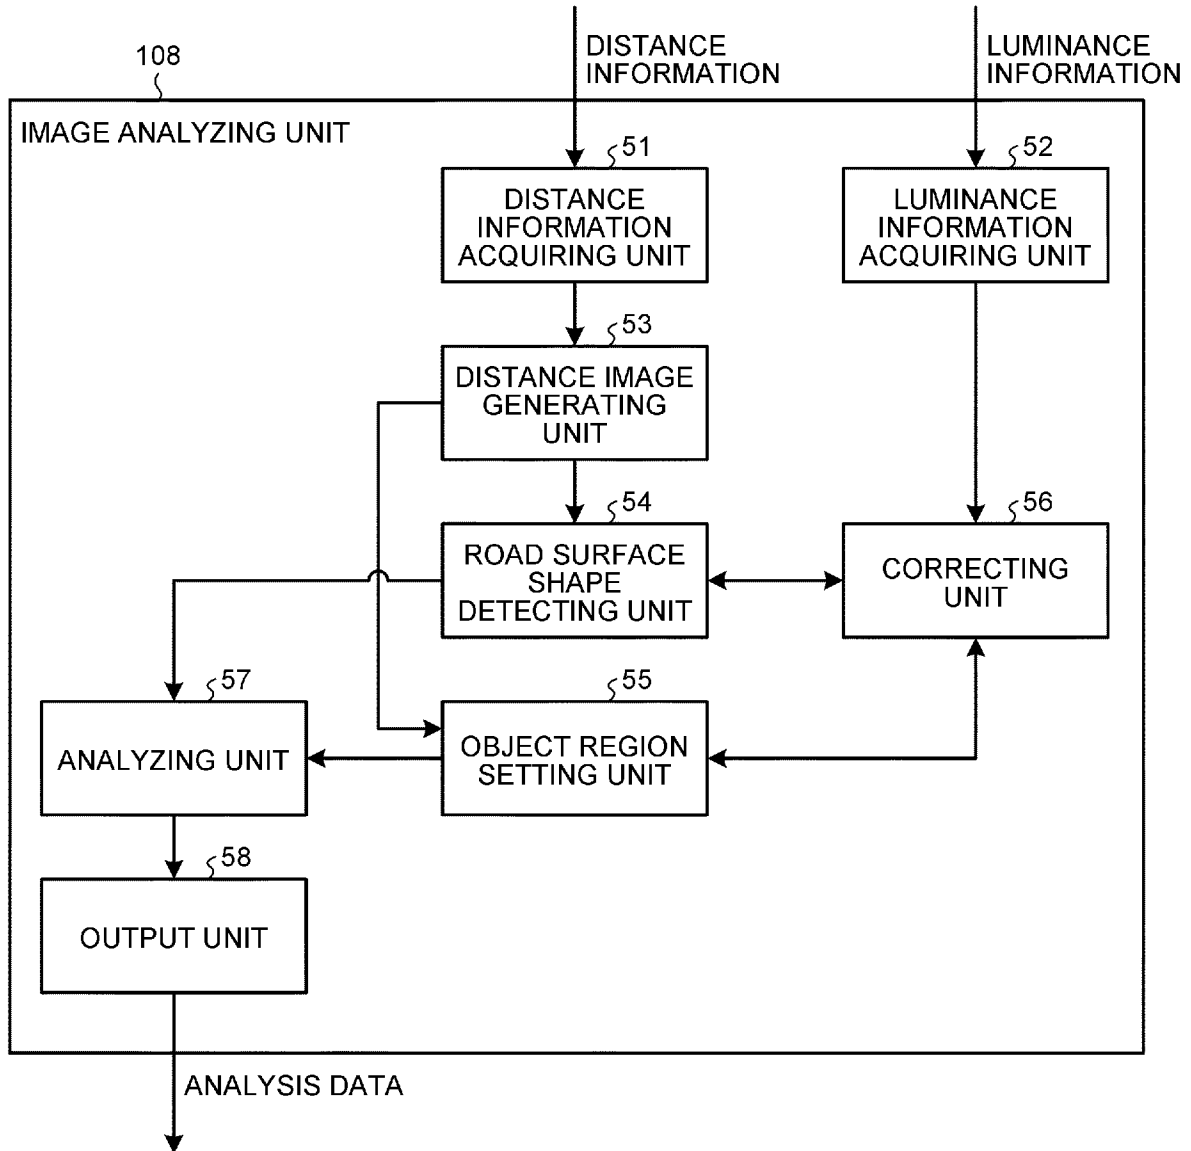 DISTANCE
INFORMATION
LUMINANCE
INFORMATION
108
IMAGE ANALYZING UNIT
51
DISTANCE
INFORMATION
ACQUIRING UNIT
52
LUMINANCE
INFORMATION
ACQUIRING UNIT
53
DISTANCE IMAGE
GENERATING
UNIT
54
ROAD SURFACE
SHAPE
DETECTING UNIT
56
CORRECTING
UNIT
57
ANALYZING UNIT
55
OBJECT REGION
SETTING UNIT
58
OUTPUT UNIT
ANALYSIS DATA